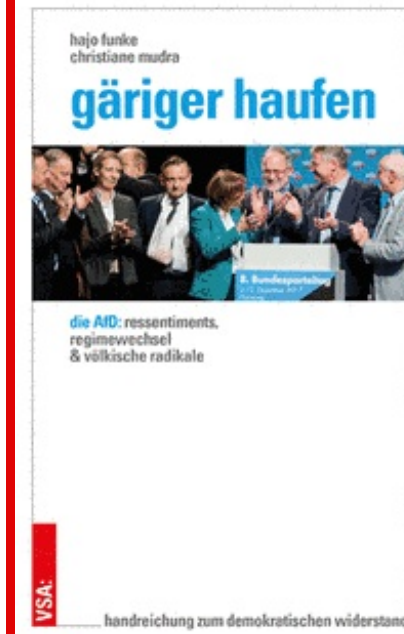 hajo funke
christiane mudra
gäriger haufen
8. Bundesparteitag
die AfD: ressentiments,
regimewechsel
& völkische radikale
VSA:
handreichung zum demokratischen widerstand